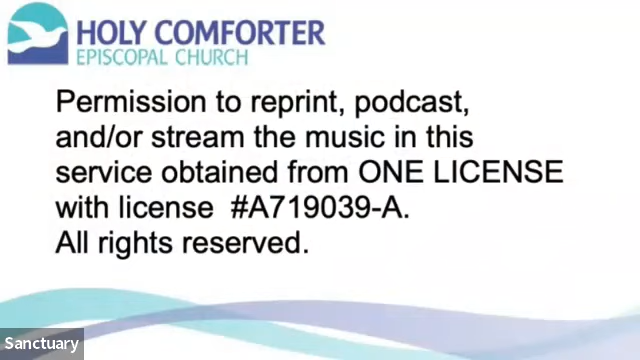 HOLY COMFORTER
EPISCOPAL CHURCH
Permission to reprint, podcast,
and/or stream the music in this
service obtained from ONE LICENSE
with license  #A719039-A.
All rights reserved.
Sanctuary